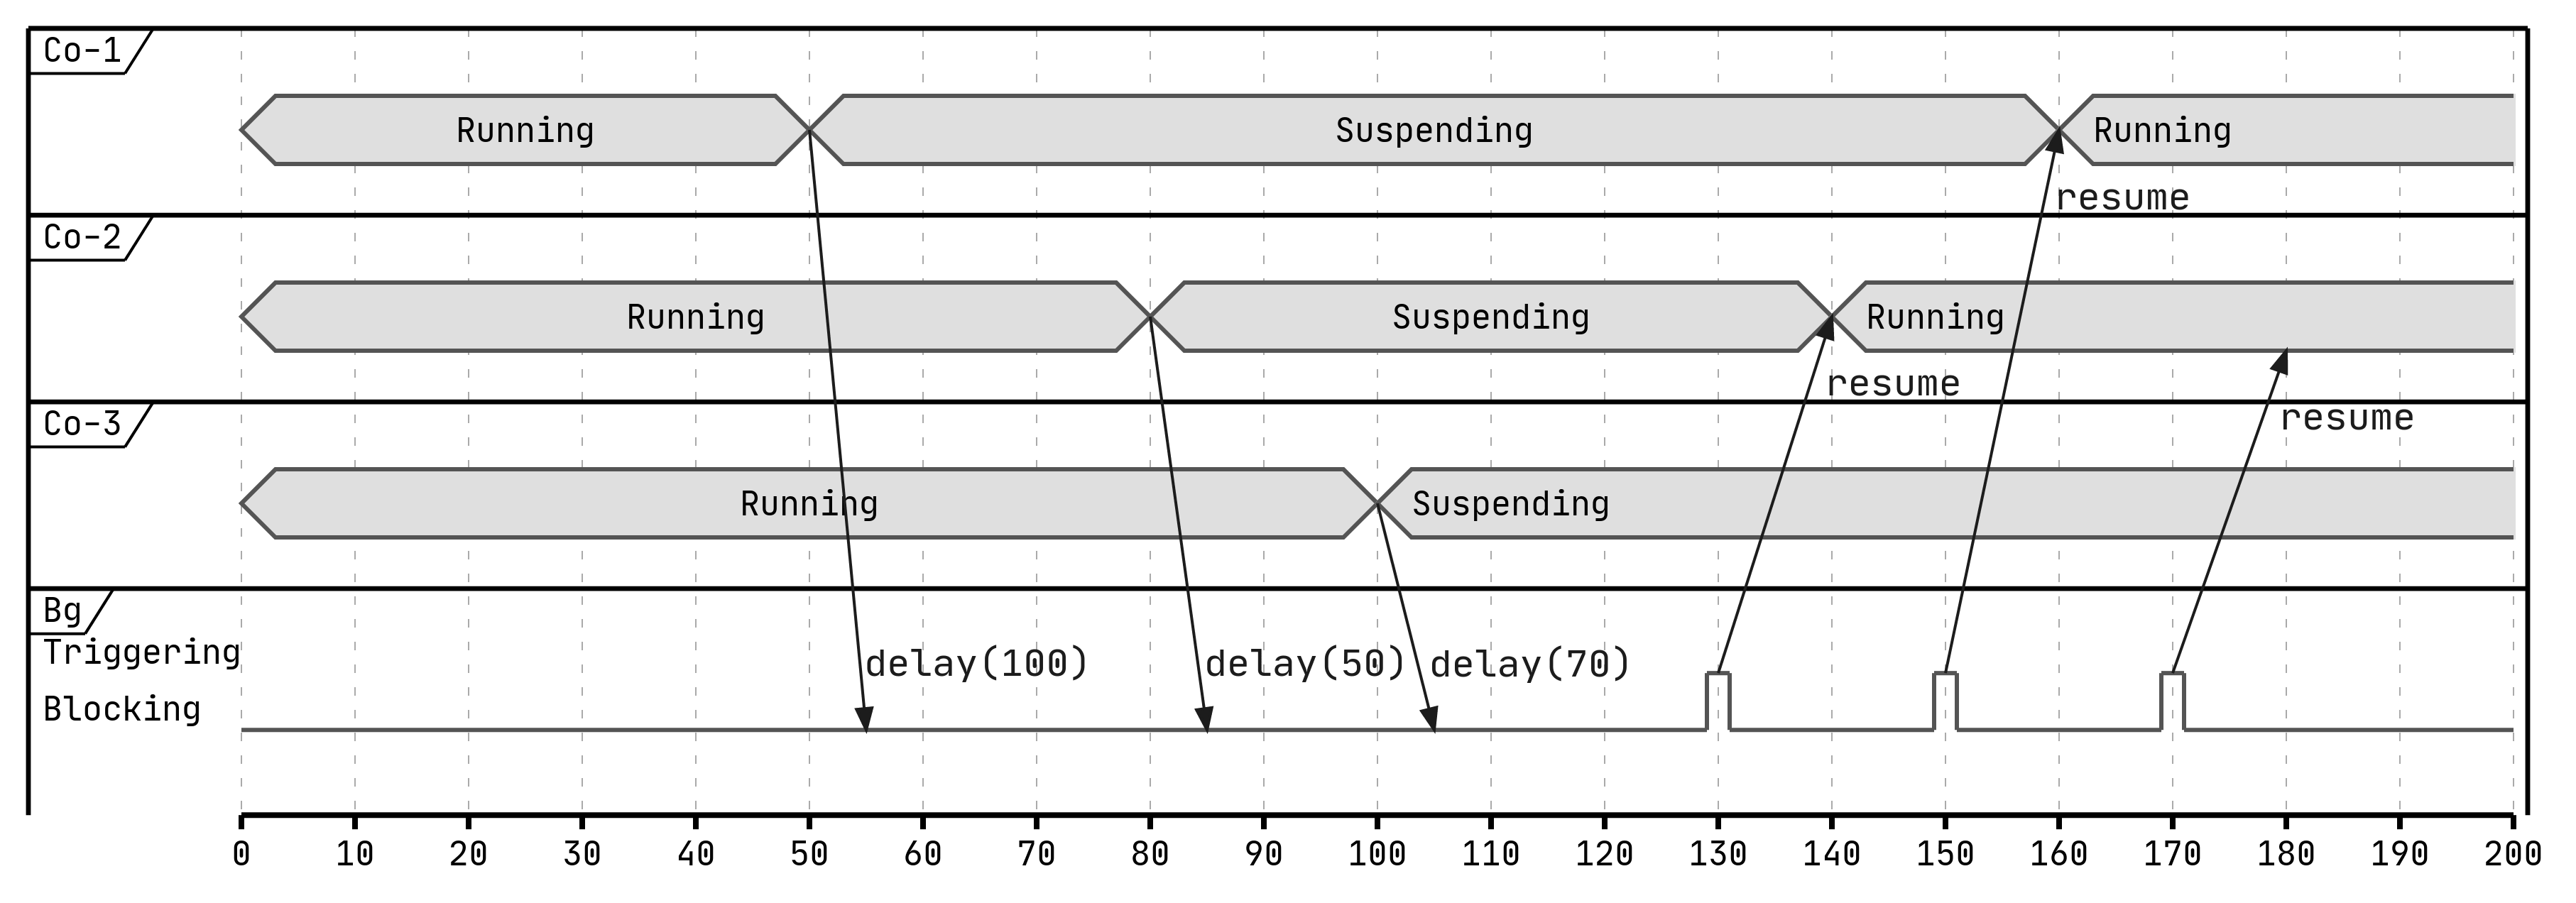 Co-1
Running Suspending Running
resume
Co-2
Running Suspending Running
resume
Co-3
resume
Running Suspending
Bg
Triggering
delay(100) delay(50) delay(70)
Blocking
0 10 20 30 40 50 60 70 80 90 100 110 120 130 140 150 160 170 180 190 200